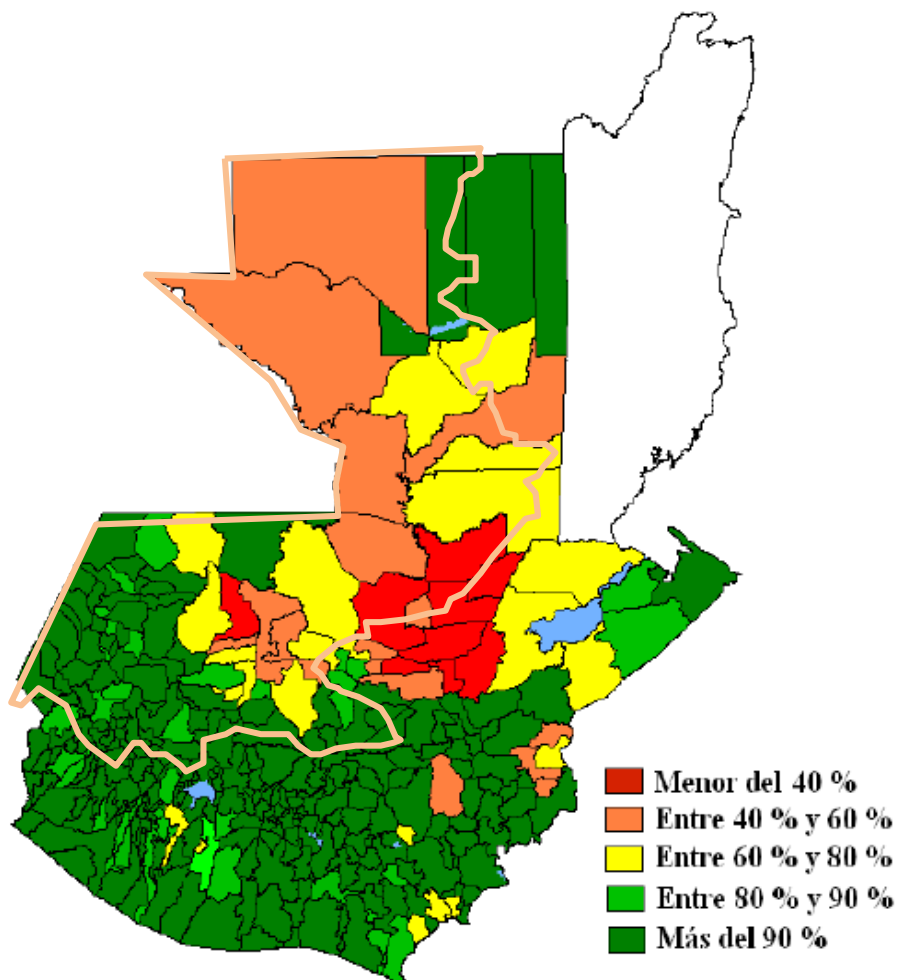 Menor del 40 %
Entre 40 % y 60 %
Entre 60 % y 80 %
Entre 80 % y 90 %
Más del 90 %